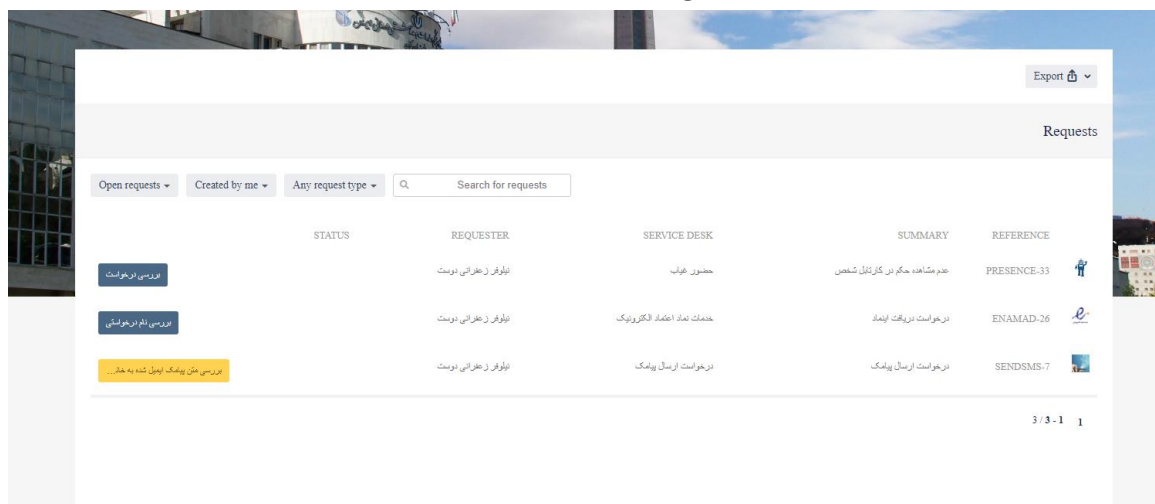 Export
Requests
Open requests
Created by me
Any request type
Search for requests
REFERENCE SUMMARY SERVICE DESK REQUESTER STATUS
PRESENCE-33 عدم مشاهده حکم در کارتابل شخص حضور غیاب نیلوفر زعفرانی دوست بررسی درخواست
ENAMAD-26 درخواست دریافت اینماد خدمات نماد اعتماد الکترونیک نیلوفر زعفرانی دوست بررسی نام درخواستی
SENDSMS-7 درخواست ارسال پیامک درخواست ارسال پیامک نیلوفر زعفرانی دوست بررسی متن پیامک ایمیل شده به خانـ...
3 / 3 - 1 1